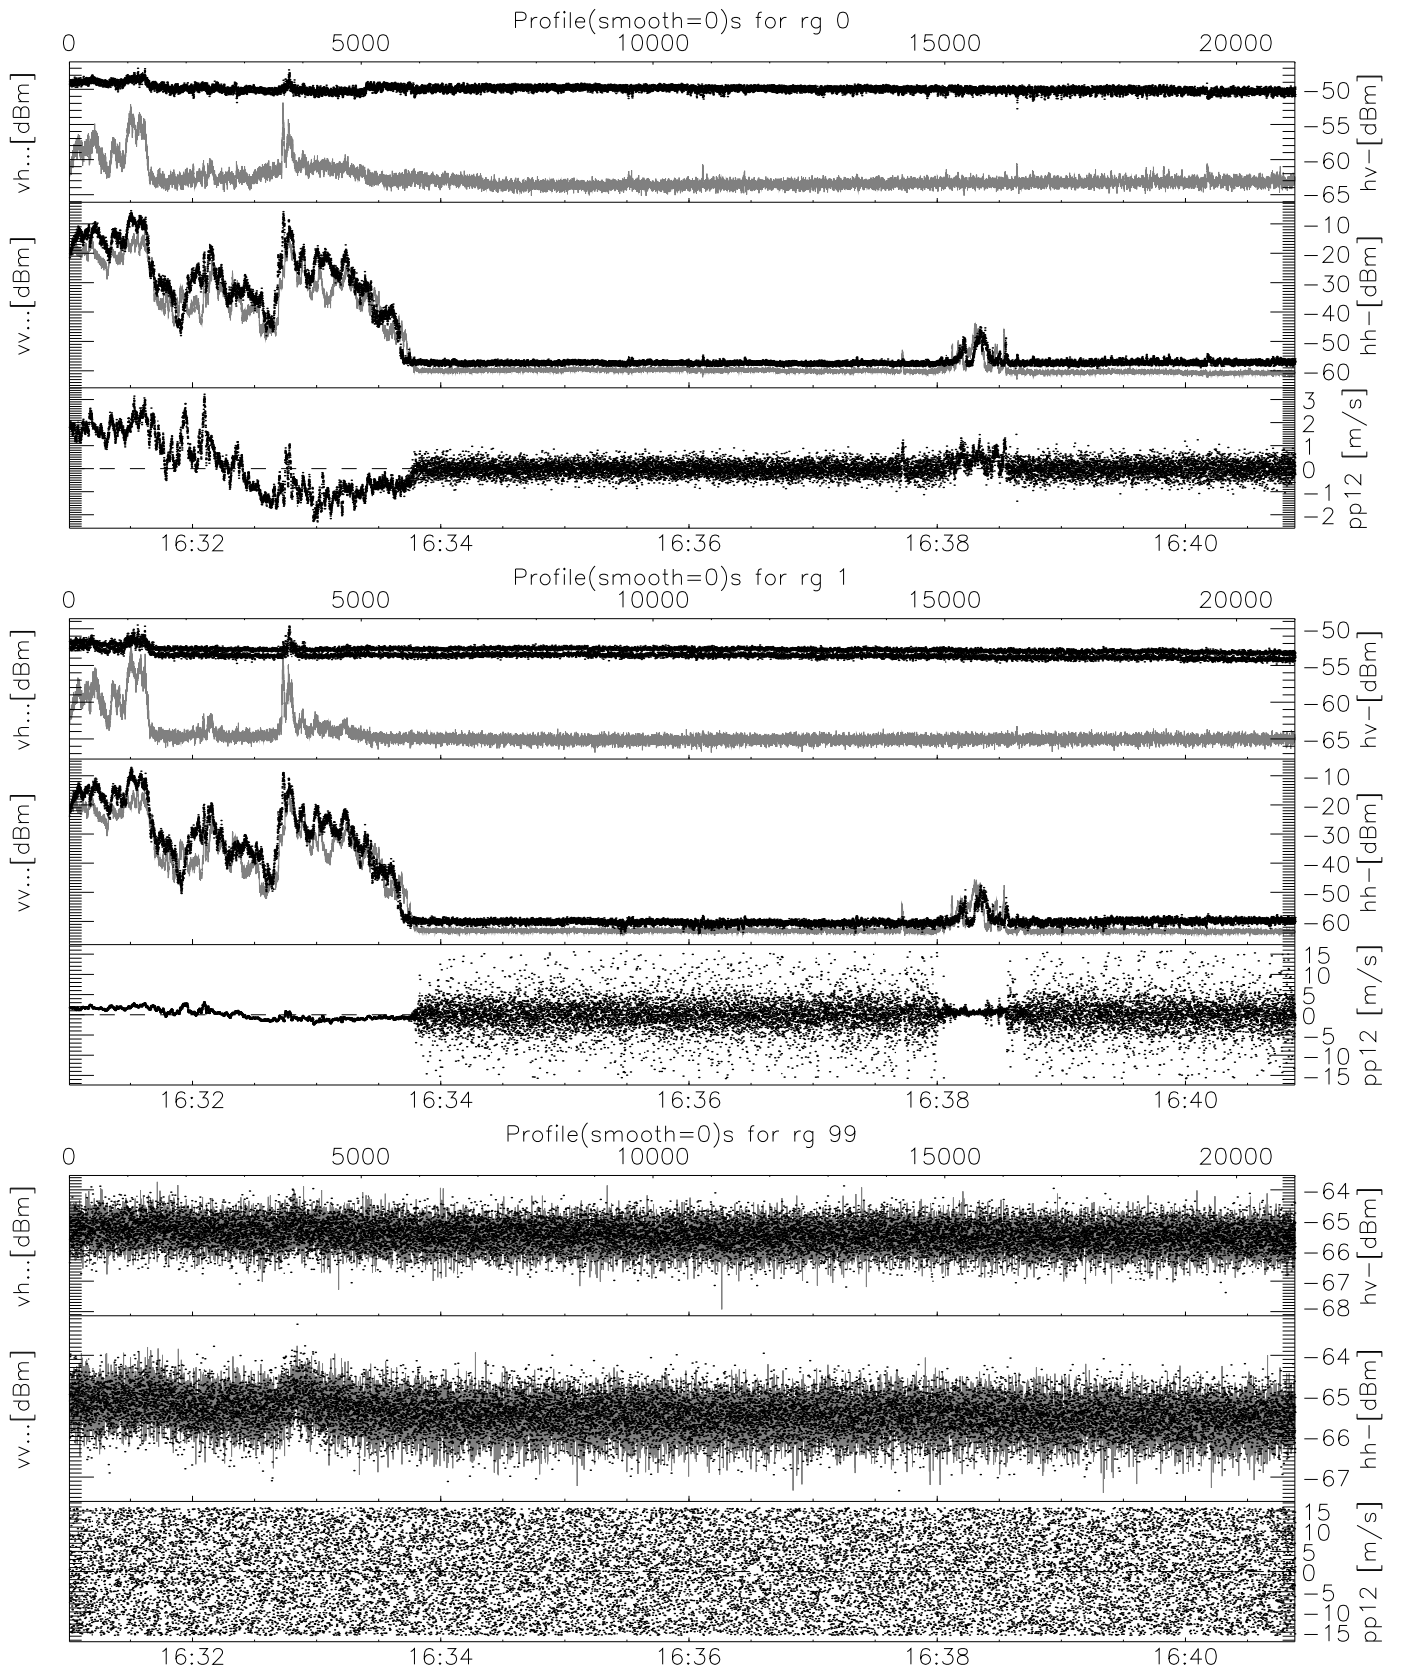 Profile(smooth=0)s for rg 0
0 5000 10000 15000 20000
vh...[dBm]
-50
-55
-60
-65
hv-[dBm]
vv...[dBm]
-10
-20
-30
-40
-50
-60
hh-[dBm]
3
2
1
0
-1
-2
pp12 [m/s]
16:32 16:34 16:36 16:38 16:40
Profile(smooth=0)s for rg 1
0 5000 10000 15000 20000
vh...[dBm]
-50
-55
-60
-65
hv-[dBm]
vv...[dBm]
-10
-20
-30
-40
-50
-60
hh-[dBm]
15
10
5
0
-5
-10
-15
pp12 [m/s]
16:32 16:34 16:36 16:38 16:40
Profile(smooth=0)s for rg 99
0 5000 10000 15000 20000
vh...[dBm]
-64
-65
-66
-67
-68
hv-[dBm]
vv...[dBm]
-64
-65
-66
-67
hh-[dBm]
15
10
5
0
-5
-10
-15
pp12 [m/s]
16:32 16:34 16:36 16:38 16:40